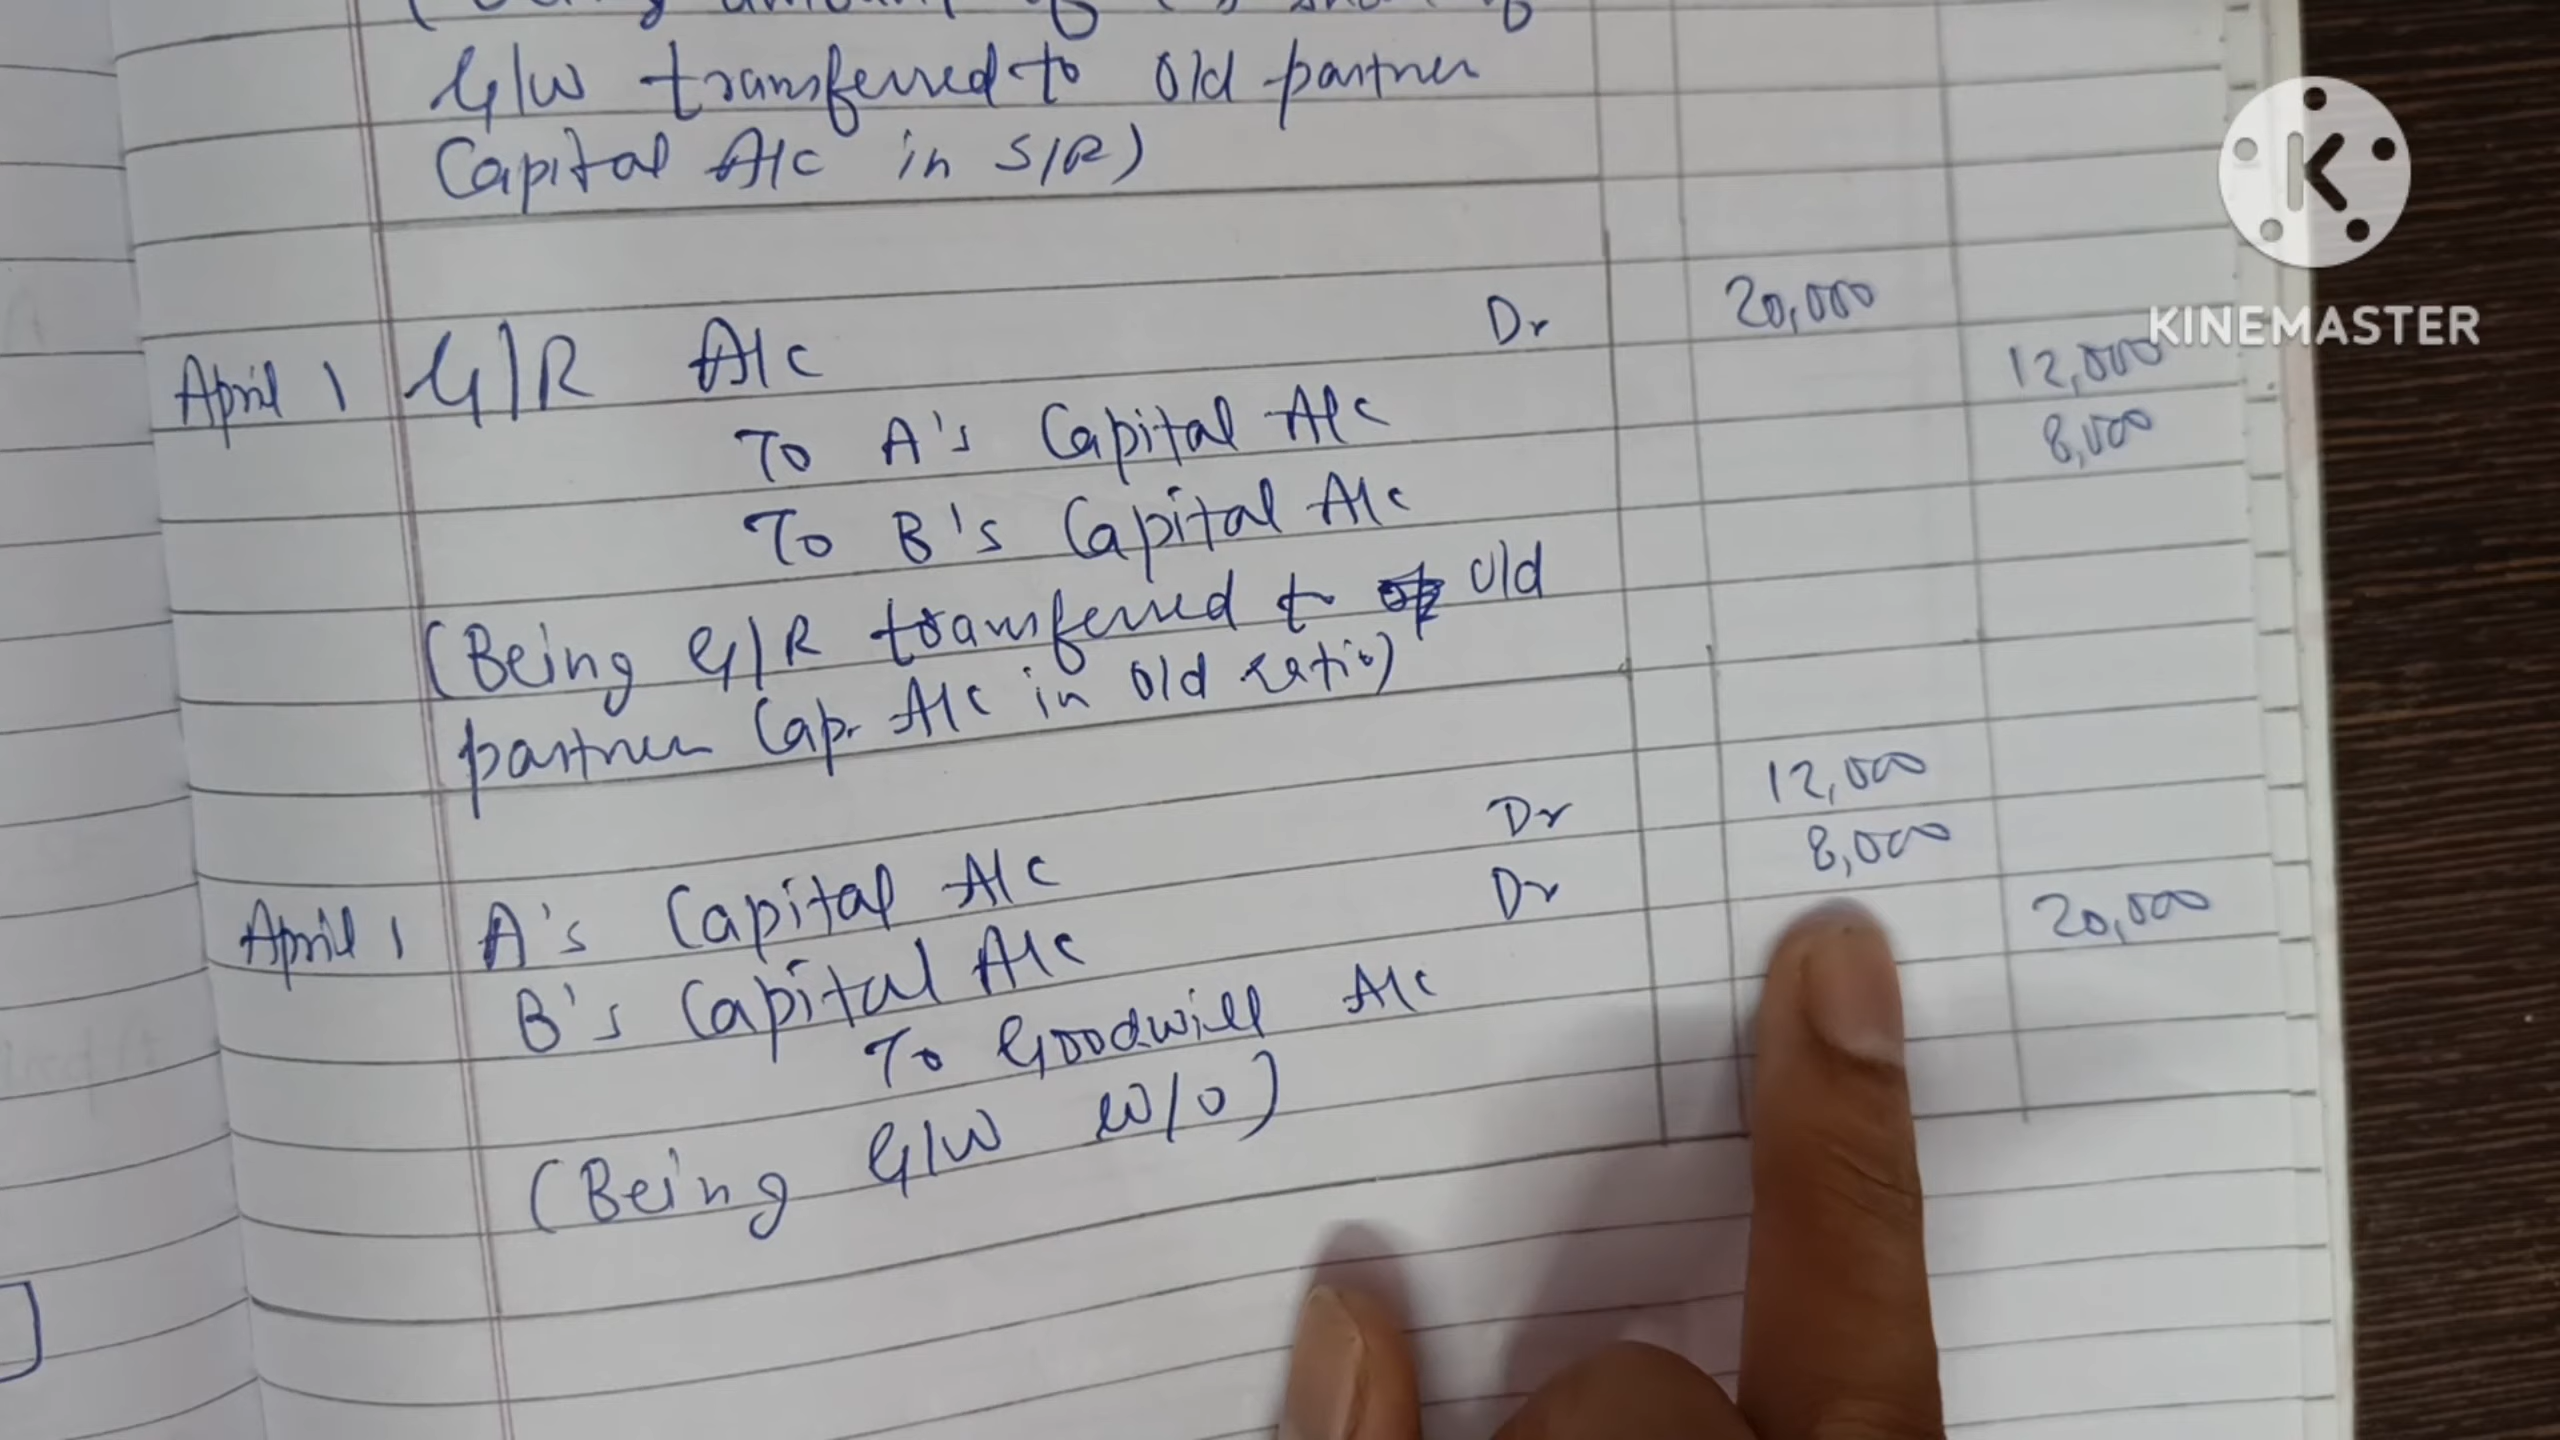 G/W transferred to Old partner
Capital A/c in S/R)
April 1 G/R A/c Dr 20,000
To A's Capital A/c 12,000
To B's Capital A/c 8,000
(Being G/R transferred to old
partner Cap. A/c in old ratio)
April 1 A's Capital A/c Dr 12,000
B's Capital A/c Dr 8,000
To Goodwill A/c 20,000
(Being G/W W/O)
KINEMASTER